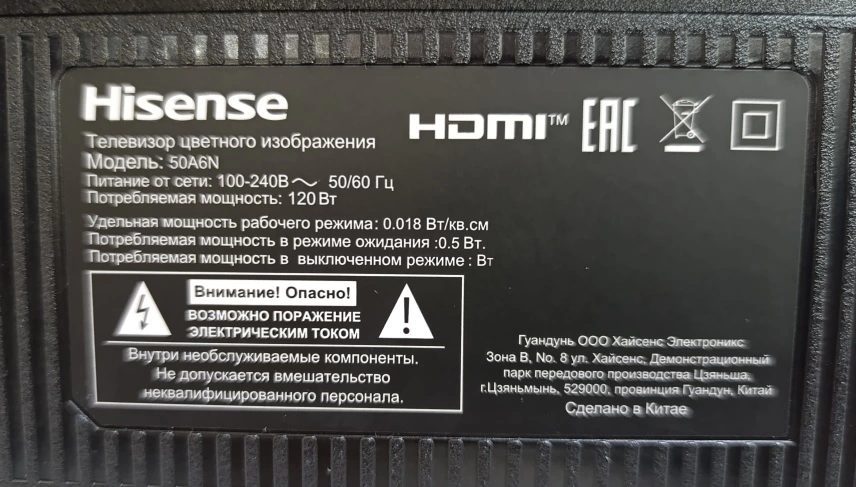 Hisense
HDMI™ EAC
Телевизор цветного изображения
Модель: 50A6N
Питание от сети: 100-240В～ 50/60 Гц
Потребляемая мощность: 120 Вт
Удельная мощность рабочего режима: 0.018 Вт/кв.см
Потребляемая мощность в режиме ожидания :0.5 Вт.
Потребляемая мощность в выключенном режиме : Вт
Внимание! Опасно!
ВОЗМОЖНО ПОРАЖЕНИЕ
ЭЛЕКТРИЧЕСКИМ ТОКОМ
Внутри необслуживаемые компоненты.
Не допускается вмешательство
неквалифицированного персонала.
Гуандунь ООО Хайсенс Электроникс
Зона B, No. 8 ул. Хайсенс, Демонстрационный
парк передового производства Цзяньша,
г.Цзяньмынь, 529000, провинция Гуандун, Китай
Сделано в Китае